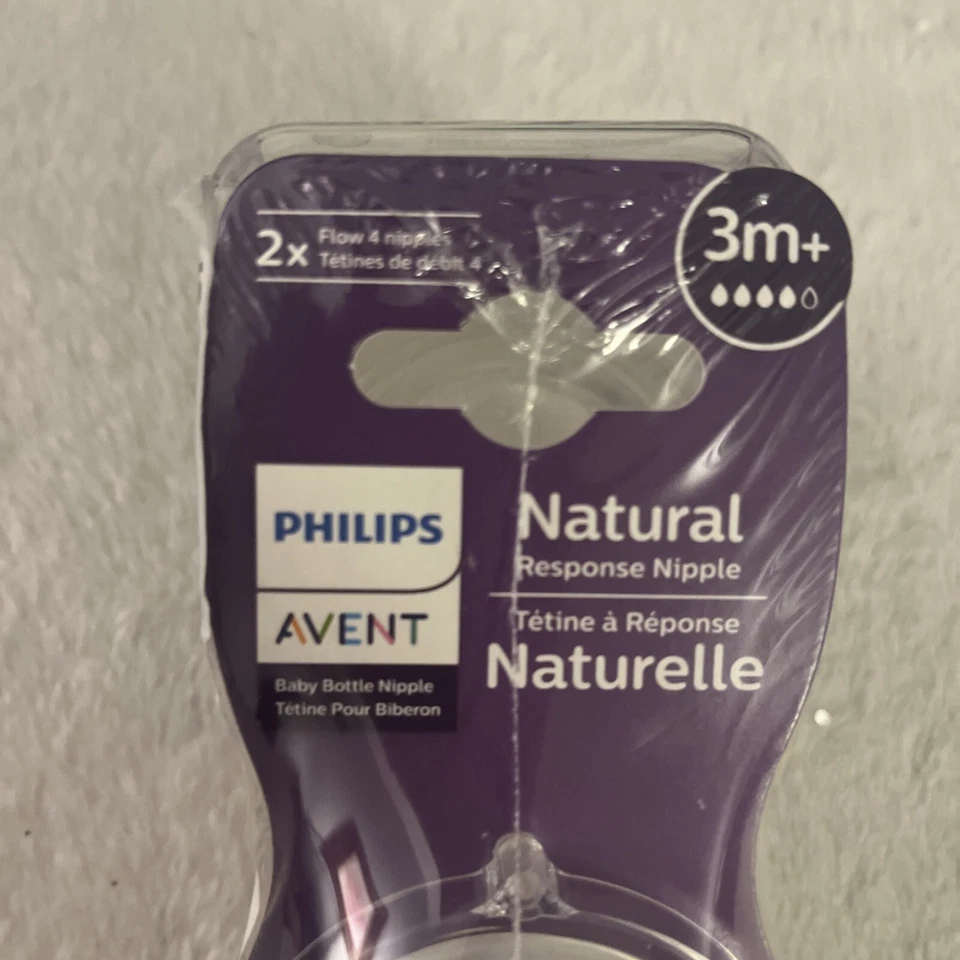 2x
Flow 4 nipples
Tétines de débit 4
3m+
PHILIPS
AVENT
Baby Bottle Nipple
Tétine Pour Biberon
Natural
Response Nipple
Tétine à Réponse
Naturelle